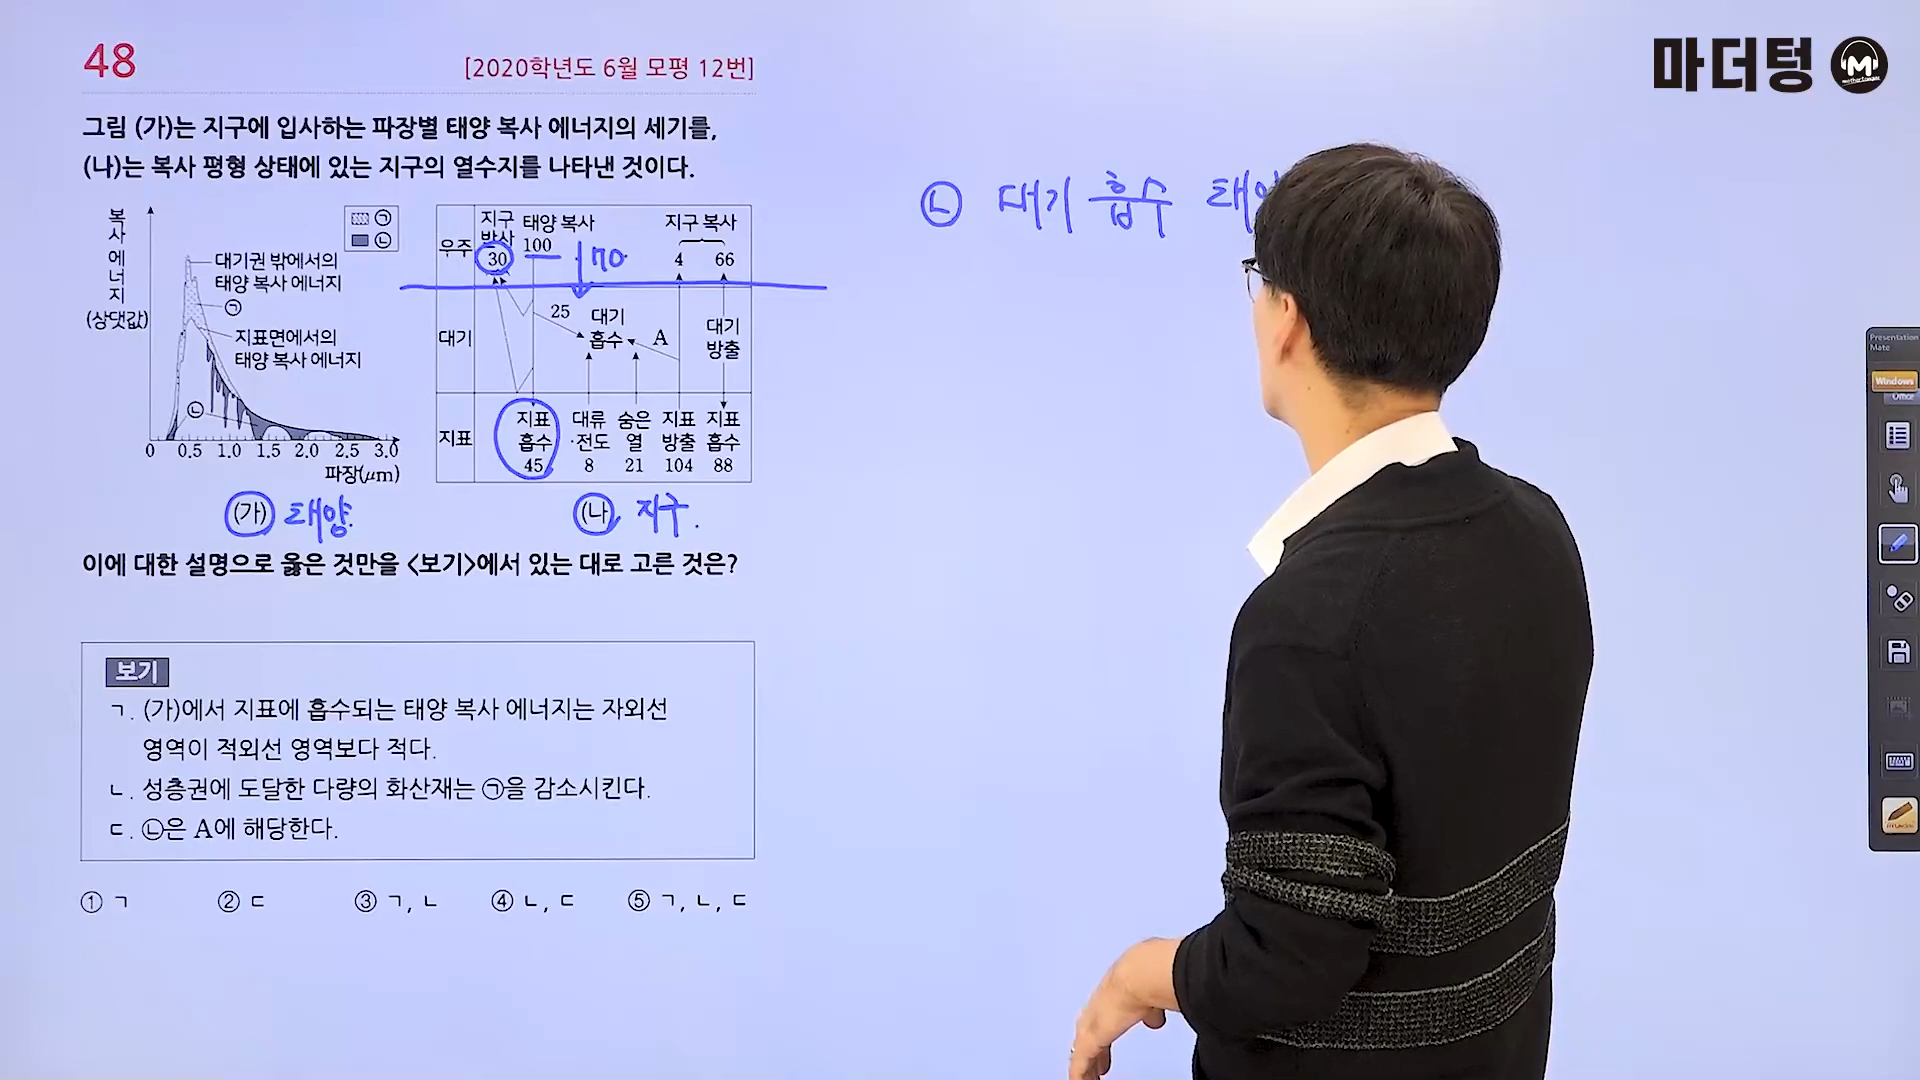 마더텅
48
[2020학년도 6월 모평 12번]
그림 (가)는 지구에 입사하는 파장별 태양 복사 에너지의 세기를,
(나)는 복사 평형 상태에 있는 지구의 열수지를 나타낸 것이다.
복사 에너지
(상댓값)
㉠
㉡
대기권 밖에서의
태양 복사 에너지
㉠
지표면에서의
태양 복사 에너지
㉡
0 0.5 1.0 1.5 2.0 2.5 3.0
파장(μm)
(가) 태양.
우주
지구
반사
30
태양 복사
100
↓70
지구 복사
4 66
대기
25
대기
흡수
A
대기
방출
지표
지표
흡수
45
대류
·전도
8
숨은
열
21
지표
방출
104
지표
흡수
88
(나) 지구.
이에 대한 설명으로 옳은 것만을 <보기>에서 있는 대로 고른 것은?
보기
ㄱ. (가)에서 지표에 흡수되는 태양 복사 에너지는 자외선
영역이 적외선 영역보다 적다.
ㄴ. 성층권에 도달한 다량의 화산재는 ㉠을 감소시킨다.
ㄷ. ㉡은 A에 해당한다.
① ㄱ ② ㄷ ③ ㄱ, ㄴ ④ ㄴ, ㄷ ⑤ ㄱ, ㄴ, ㄷ
㉡ 대기 흡수 태양
Presentation
Mate
Windows
Office